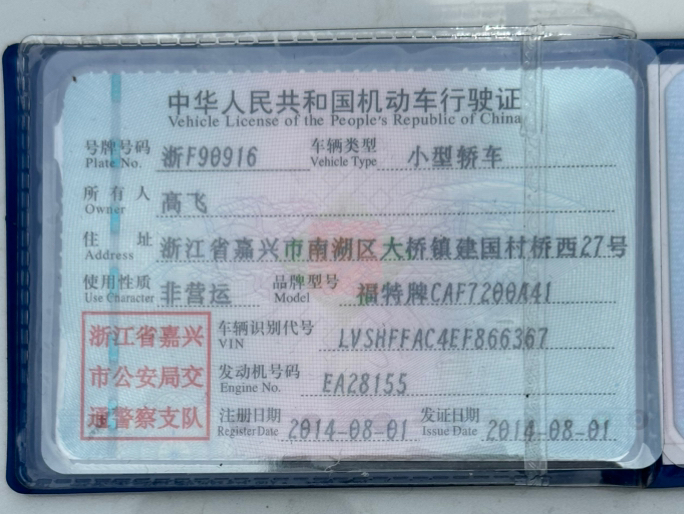 中华人民共和国机动车行驶证
Vehicle License of the People's Republic of China
号牌号码 浙F90916 车辆类型 小型轿车
Plate No. Vehicle Type
所有人 高飞
Owner
住址 浙江省嘉兴市南湖区大桥镇建国村桥西27号
Address
使用性质 非营运 品牌型号 福特牌CAF7200A41
Use Character Model
浙江省嘉兴
市公安局交
通警察支队
车辆识别代号 LVSHFFAC4EF866367
VIN
发动机号码 EA28155
Engine No.
注册日期 2014-08-01 发证日期 2014-08-01
Register Date Issue Date